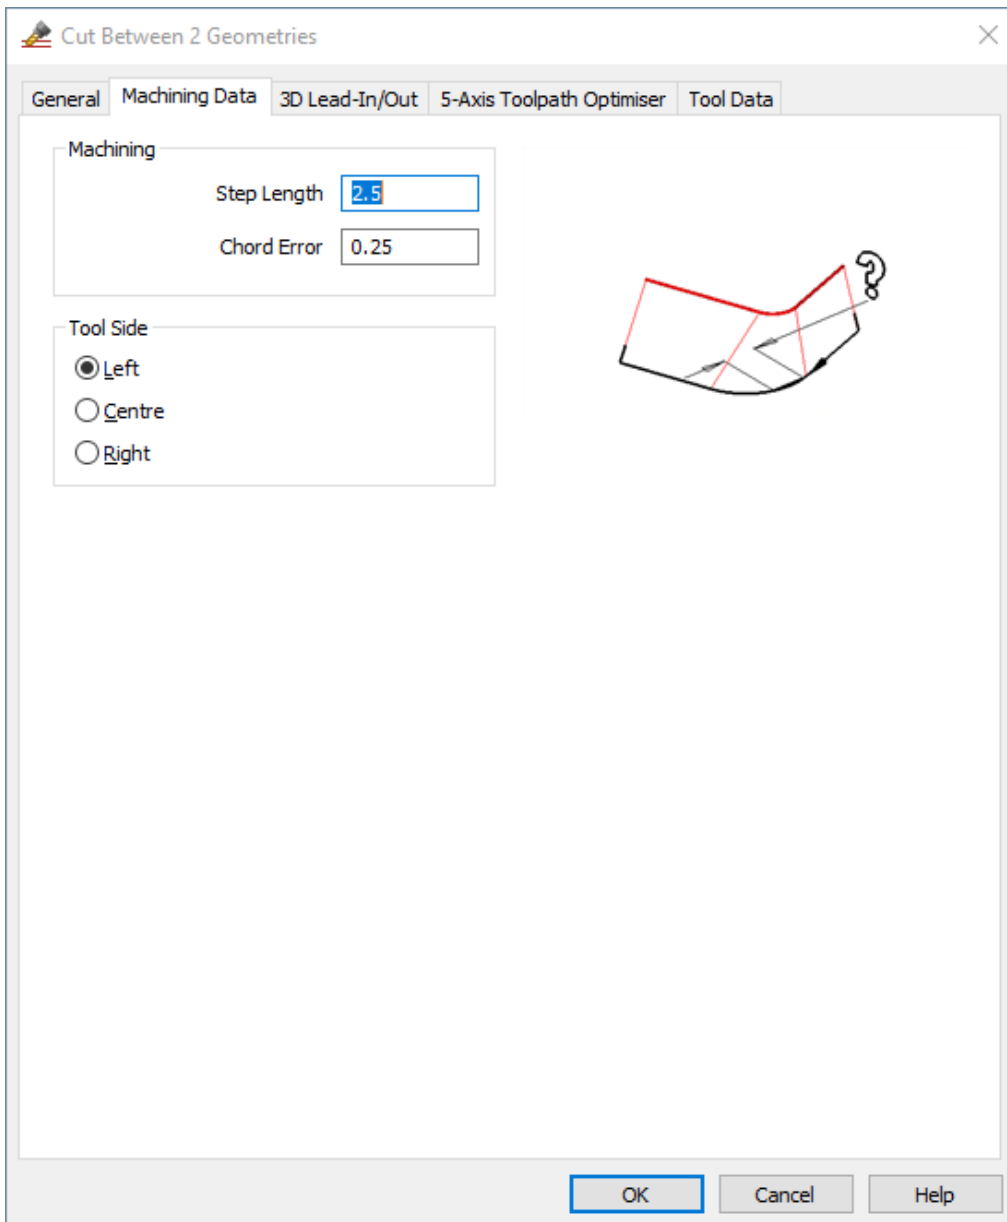 Cut Between 2 Geometries
General Machining Data 3D Lead-In/Out 5-Axis Toolpath Optimiser Tool Data
Machining
Step Length 2.5
Chord Error 0.25
?
Tool Side
Left
Centre
Right
OK Cancel Help